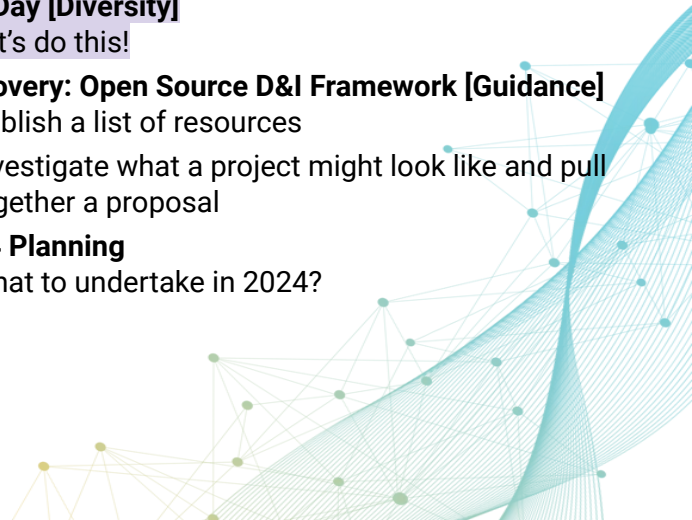 Day [Diversity]
t’s do this!
overy: Open Source D&I Framework [Guidance]
blish a list of resources
vestigate what a project might look like and pull
gether a proposal
Planning
hat to undertake in 2024?